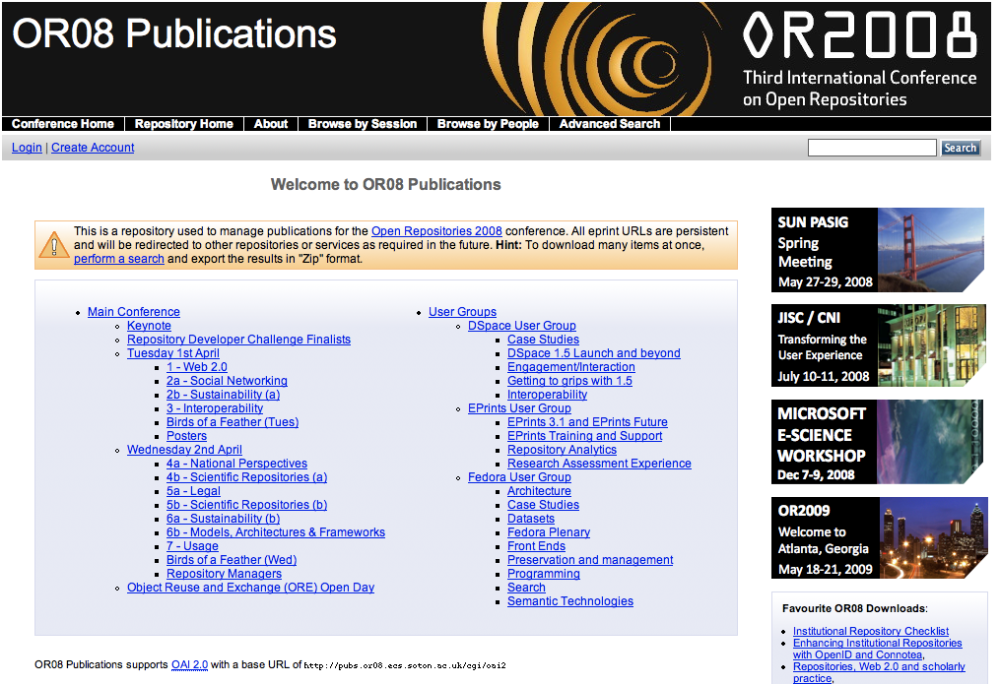 OR08 Publications
OR2008
Third International Conference
on Open Repositories
Conference Home
Repository Home
About
Browse by Session
Browse by People
Advanced Search
Login | Create Account
Search
Welcome to OR08 Publications
This is a repository used to manage publications for the Open Repositories 2008 conference. All eprint URLs are persistent
and will be redirected to other repositories or services as required in the future. Hint: To download many items at once,
perform a search and export the results in "Zip" format.
Main Conference
Keynote
Repository Developer Challenge Finalists
Tuesday 1st April
1 - Web 2.0
2a - Social Networking
2b - Sustainability (a)
3 - Interoperability
Birds of a Feather (Tues)
Posters
Wednesday 2nd April
4a - National Perspectives
4b - Scientific Repositories (a)
5a - Legal
5b - Scientific Repositories (b)
6a - Sustainability (b)
6b - Models, Architectures & Frameworks
7 - Usage
Birds of a Feather (Wed)
Repository Managers
Object Reuse and Exchange (ORE) Open Day
User Groups
DSpace User Group
Case Studies
DSpace 1.5 Launch and beyond
Engagement/Interaction
Getting to grips with 1.5
Interoperability
EPrints User Group
EPrints 3.1 and EPrints Future
EPrints Training and Support
Repository Analytics
Research Assessment Experience
Fedora User Group
Architecture
Case Studies
Datasets
Fedora Plenary
Front Ends
Preservation and management
Programming
Search
Semantic Technologies
OR08 Publications supports OAI 2.0 with a base URL of http://pubs.or08.ecs.soton.ac.uk/cgi/oai2
SUN PASIG
Spring
Meeting
May 27-29, 2008
JISC / CNI
Transforming the
User Experience
July 10-11, 2008
MICROSOFT
E-SCIENCE
WORKSHOP
Dec 7-9, 2008
OR2009
Welcome to
Atlanta, Georgia
May 18-21, 2009
Favourite OR08 Downloads:
Institutional Repository Checklist
Enhancing Institutional Repositories
with OpenID and Connotea,
Repositories, Web 2.0 and scholarly
practice,